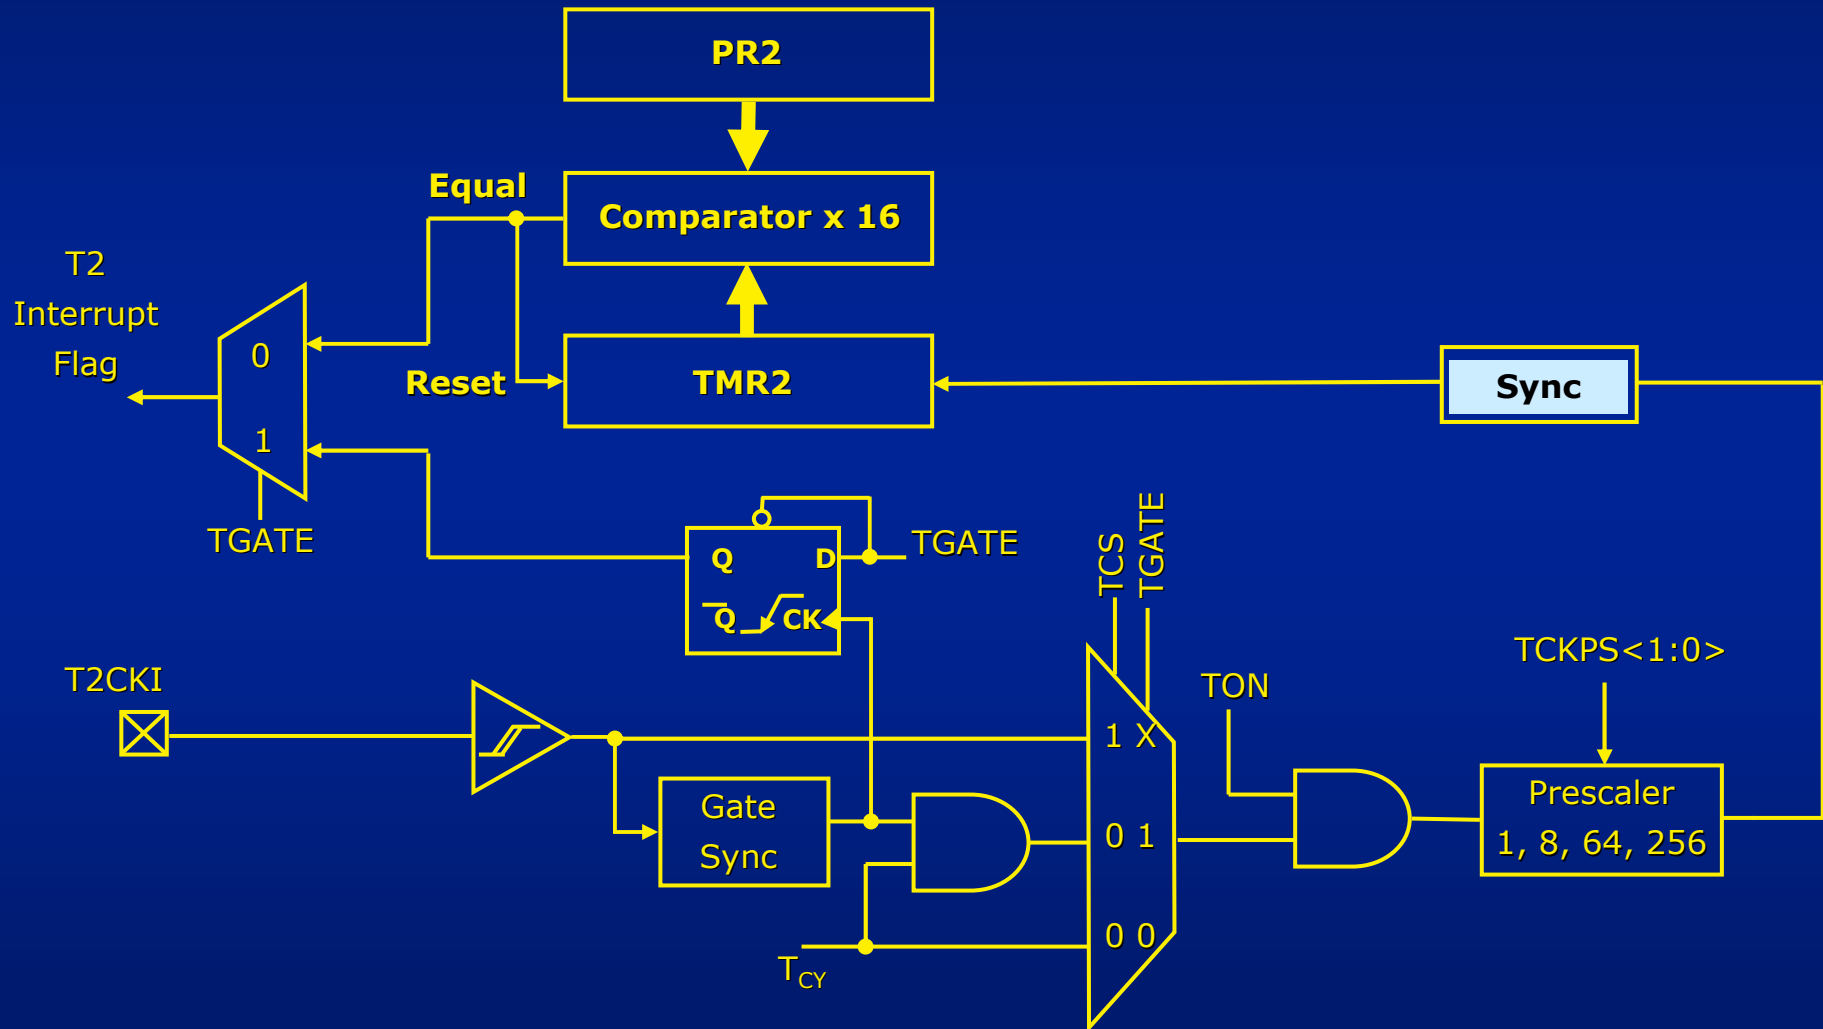 PR2
Equal
Comparator x 16
T2
Interrupt
Flag
0
Reset
TMR2
Sync
1
TGATE
Q
D
TGATE
Q̅
CK
TCS
TGATE
T2CKI
TON
TCKPS<1:0>
1 X
Gate
Sync
0 1
Prescaler
1, 8, 64, 256
0 0
TCY